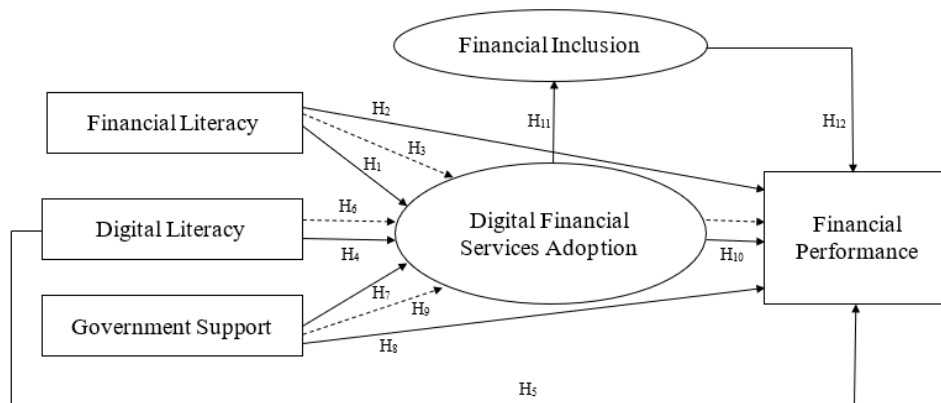 Financial Inclusion
H2
H11
H12
Financial Literacy
H3
H1
Digital Literacy
H6
H4
Digital Financial
Services Adoption
H10
Financial
Performance
Government Support
H7
H9
H8
H5